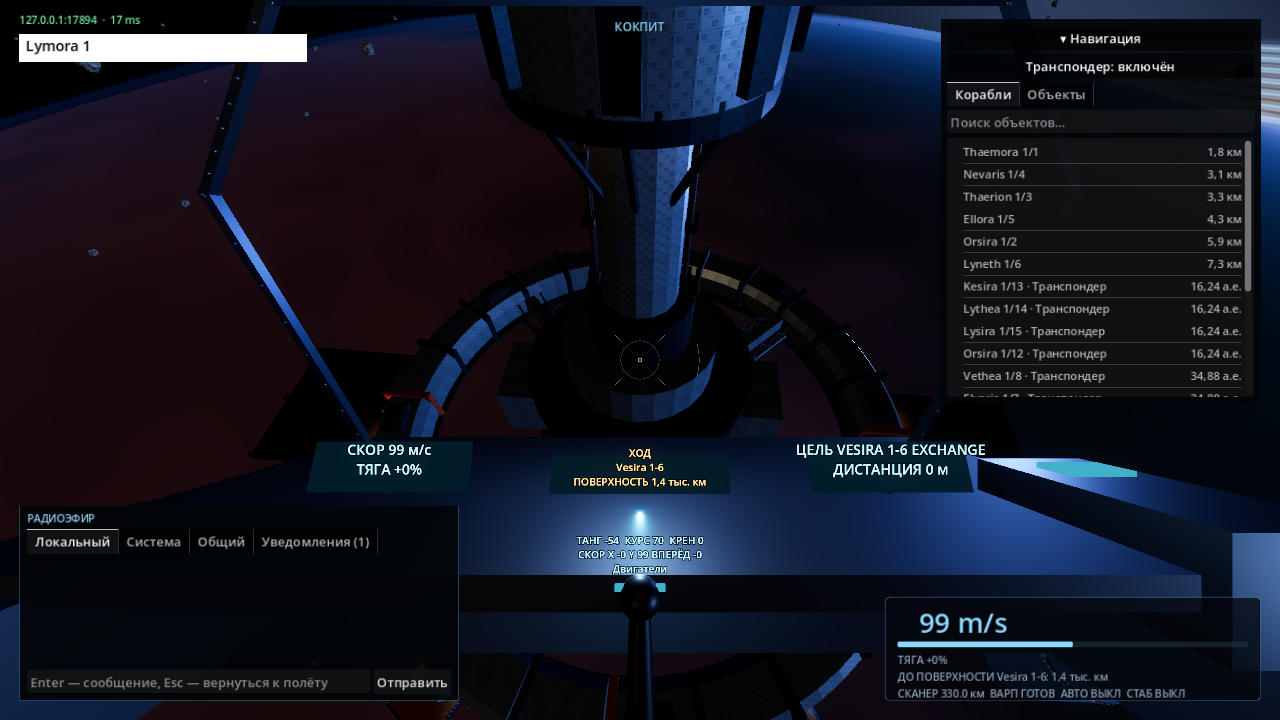 127.0.0.1:17894 · 17 ms
Lymora 1
КОКПИТ
▾ Навигация
Транспондер: включён
Корабли Объекты
Поиск объектов...
Thaemora 1/1 1,8 км
Nevaris 1/4 3,1 км
Thaerion 1/3 3,3 км
Ellora 1/5 4,3 км
Orsira 1/2 5,9 км
Lyneth 1/6 7,3 км
Kesira 1/13 · Транспондер 16,24 а.е.
Lythea 1/14 · Транспондер 16,24 а.е.
Lysira 1/15 · Транспондер 16,24 а.е.
Orsira 1/12 · Транспондер 16,24 а.е.
Vethea 1/8 · Транспондер 34,88 а.е.
СКОР 99 м/с
ТЯГА +0%
ХОД
Vesira 1-6
ПОВЕРХНОСТЬ 1,4 тыс. км
ЦЕЛЬ VESIRA 1-6 EXCHANGE
ДИСТАНЦИЯ 0 м
ТАНГ -54 КУРС 70 КРЕН 0
СКОР X -0 Y 99 ВПЕРЁД -0
Двигатели
РАДИОЭФИР
Локальный Система Общий Уведомления (1)
Enter — сообщение, Esc — вернуться к полёту Отправить
99 m/s
ТЯГА +0%
ДО ПОВЕРХНОСТИ Vesira 1-6: 1,4 тыс. км
СКАНЕР 330.0 км ВАРП ГОТОВ АВТО ВЫКЛ СТАБ ВЫКЛ